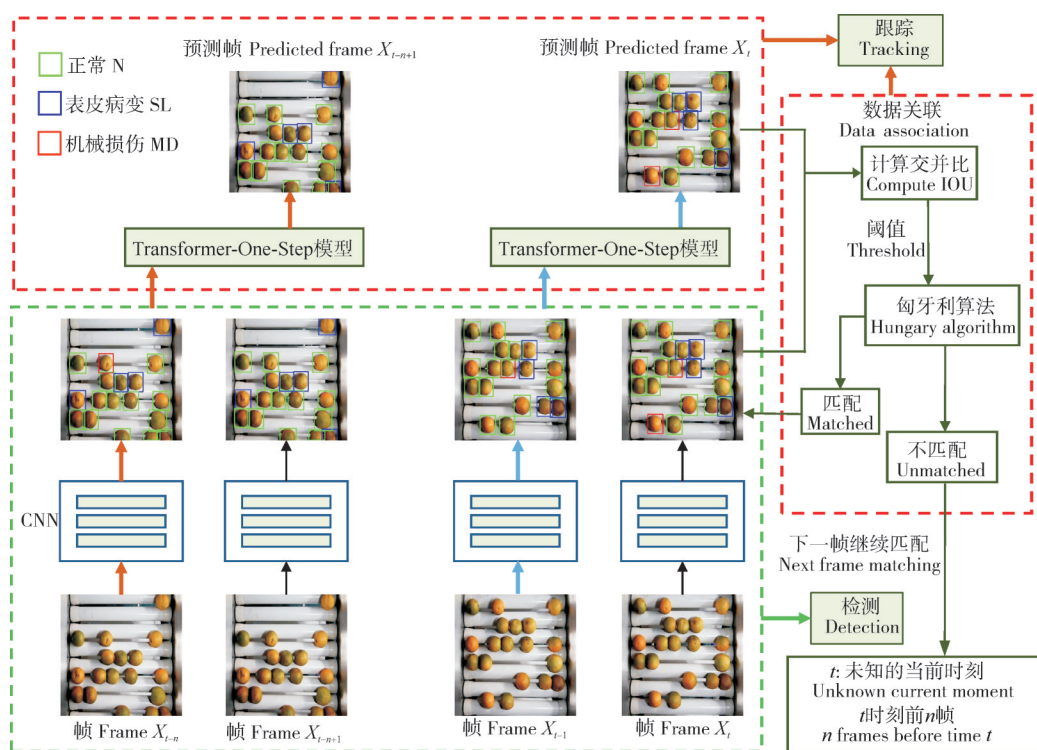 预测帧 Predicted frame X_{t-n+1}
预测帧 Predicted frame X_t
跟踪
Tracking
正常 N
表皮病变 SL
机械损伤 MD
数据关联
Data association
计算交并比
Compute IOU
阈值
Threshold
Transformer-One-Step模型
Transformer-One-Step模型
匈牙利算法
Hungary algorithm
匹配
Matched
不匹配
Unmatched
CNN
下一帧继续匹配
Next frame matching
检测
Detection
帧 Frame X_{t-n}
帧 Frame X_{t-n+1}
帧 Frame X_{t-1}
帧 Frame X_t
t: 未知的当前时刻
Unknown current moment
t时刻前n帧
n frames before time t